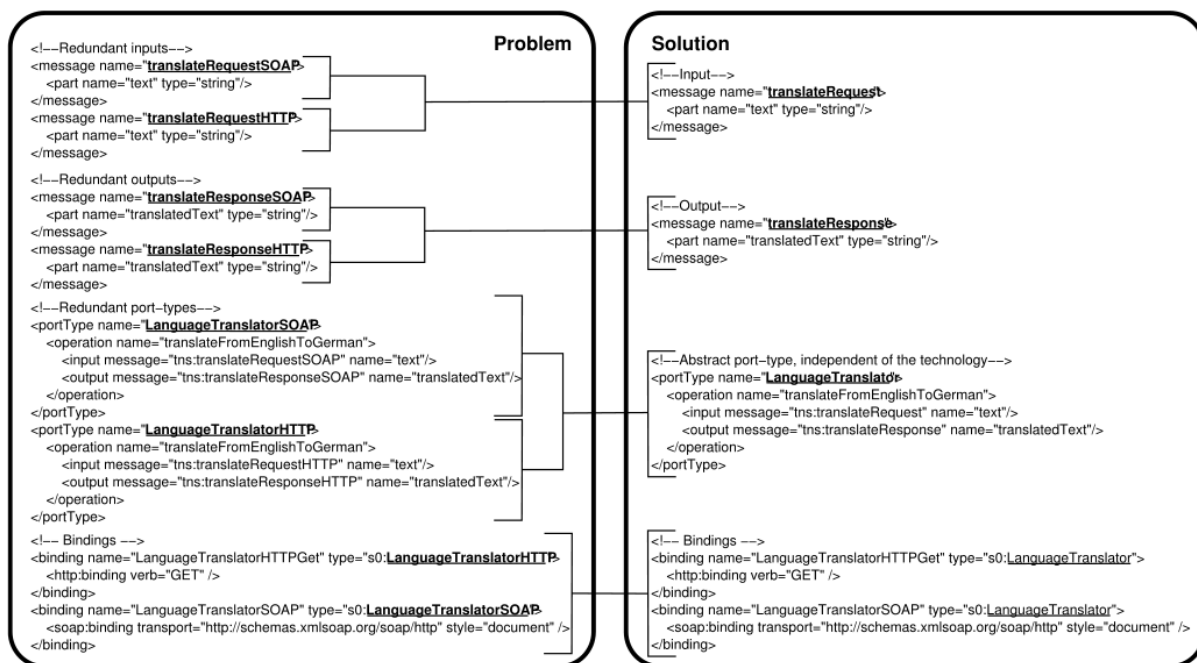 Problem
<!--Redundant inputs-->
<message name="translateRequestSOAP">
<part name="text" type="string"/>
</message>
<message name="translateRequestHTTP">
<part name="text" type="string"/>
</message>
<!--Redundant outputs-->
<message name="translateResponseSOAP">
<part name="translatedText" type="string"/>
</message>
<message name="translateResponseHTTP">
<part name="translatedText" type="string"/>
</message>
<!--Redundant port-types-->
<portType name="LanguageTranslatorSOAP">
<operation name="translateFromEnglishToGerman">
<input message="tns:translateRequestSOAP" name="text"/>
<output message="tns:translateResponseSOAP" name="translatedText"/>
</operation>
</portType>
<portType name="LanguageTranslatorHTTP">
<operation name="translateFromEnglishToGerman">
<input message="tns:translateRequestHTTP" name="text"/>
<output message="tns:translateResponseHTTP" name="translatedText"/>
</operation>
</portType>
<!-- Bindings -->
<binding name="LanguageTranslatorHTTPGet" type="s0:LanguageTranslatorHTTP">
<http:binding verb="GET" />
</binding>
<binding name="LanguageTranslatorSOAP" type="s0:LanguageTranslatorSOAP">
<soap:binding transport="http://schemas.xmlsoap.org/soap/http" style="document" />
</binding>
Solution
<!--Input-->
<message name="translateRequest">
<part name="text" type="string"/>
</message>
<!--Output-->
<message name="translateResponse">
<part name="translatedText" type="string"/>
</message>
<!--Abstract port-type, independent of the technology-->
<portType name="LanguageTranslator">
<operation name="translateFromEnglishToGerman">
<input message="tns:translateRequest" name="text"/>
<output message="tns:translateResponse" name="translatedText"/>
</operation>
</portType>
<!-- Bindings -->
<binding name="LanguageTranslatorHTTPGet" type="s0:LanguageTranslator">
<http:binding verb="GET" />
</binding>
<binding name="LanguageTranslatorSOAP" type="s0:LanguageTranslator">
<soap:binding transport="http://schemas.xmlsoap.org/soap/http" style="document" />
</binding>